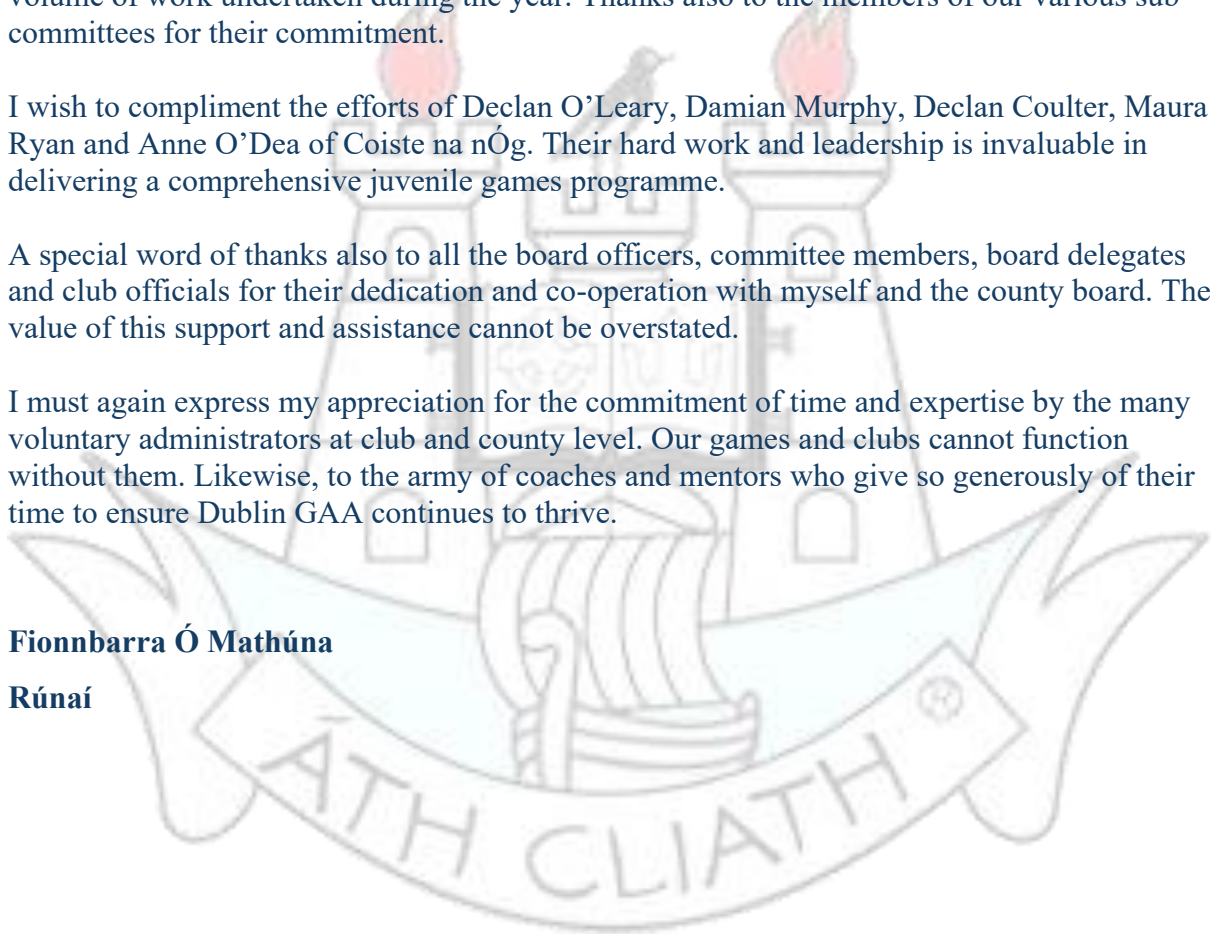 volume of work undertaken during the year. Thanks also to the members of our various sub
committees for their commitment.
I wish to compliment the efforts of Declan O’Leary, Damian Murphy, Declan Coulter, Maura
Ryan and Anne O’Dea of Coiste na nÓg. Their hard work and leadership is invaluable in
delivering a comprehensive juvenile games programme.
A special word of thanks also to all the board officers, committee members, board delegates
and club officials for their dedication and co-operation with myself and the county board. The
value of this support and assistance cannot be overstated.
I must again express my appreciation for the commitment of time and expertise by the many
voluntary administrators at club and county level. Our games and clubs cannot function
without them. Likewise, to the army of coaches and mentors who give so generously of their
time to ensure Dublin GAA continues to thrive.
Fionnbarra Ó Mathúna
Rúnaí
ÁTH CLIATH ®